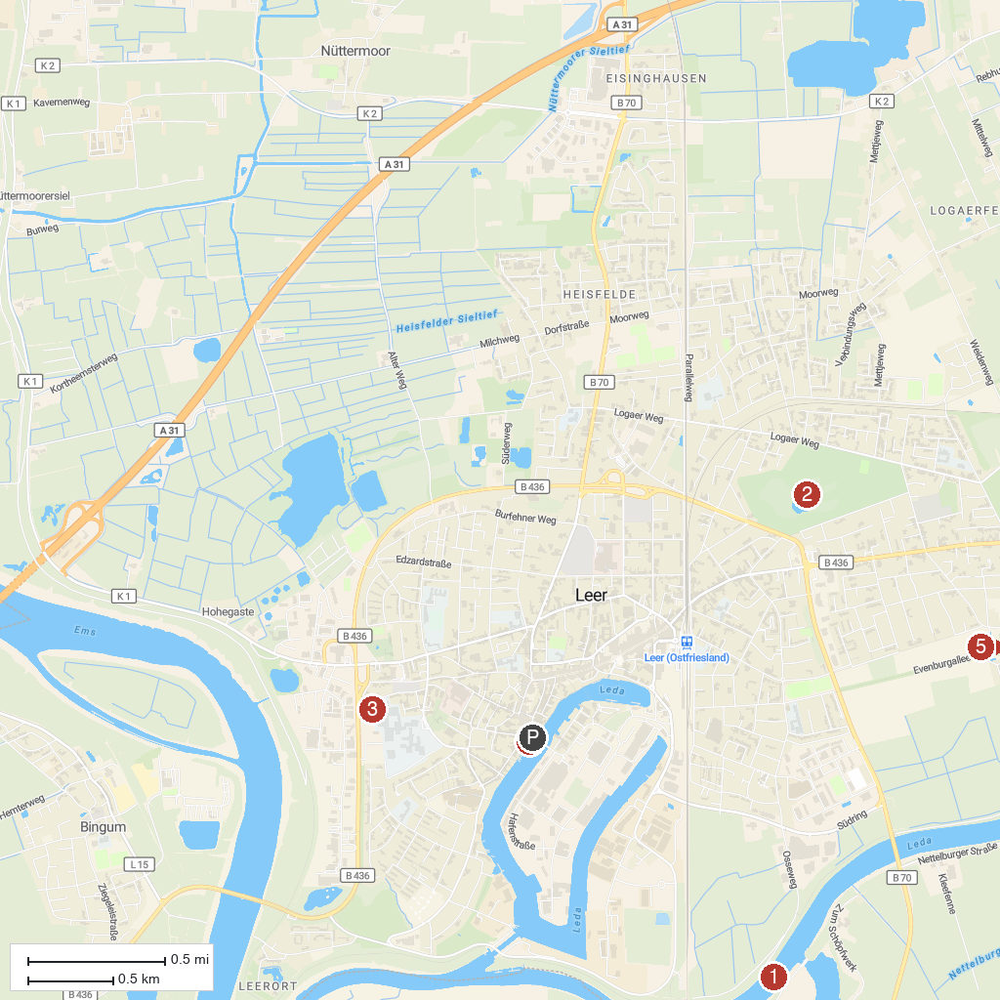 A 31
Nüttermoorer Sieltief
Nüttermoor
K 2
EISINGHAUSEN
K 1
Kavernenweg
B 70
K 2
K 2
Mettjeweg
Mittelweg
A 31
LOGAERFE
Burweg
HEISFELDE
Moorweg
Heisfelder Sieltief
Dorfstraße
Moorweg
Verbindungsweg
Milchweg
Alter Weg
Parallelweg
Mettjeweg
Weidenweg
K 1
Kortheemsterweg
B 70
Logaer Weg
A 31
Süderweg
Logaer Weg
B 436
2
Burfehner Weg
Edzardstraße
B 436
K 1
Leer
Hohegaste
Ems
B 436
Leer (Ostfriesland)
5
Evenburgallee
Leda
3
P
Hemterweg
Bingum
Hafenstraße
Südring
Leda
Nettelburger Straße
L 15
Osseweg
B 436
B 70
Kleefenne
Ziegeleistraße
Leda
Zum Schöpfwerk
0.5 mi
0.5 km
1
LEERORT
B 436